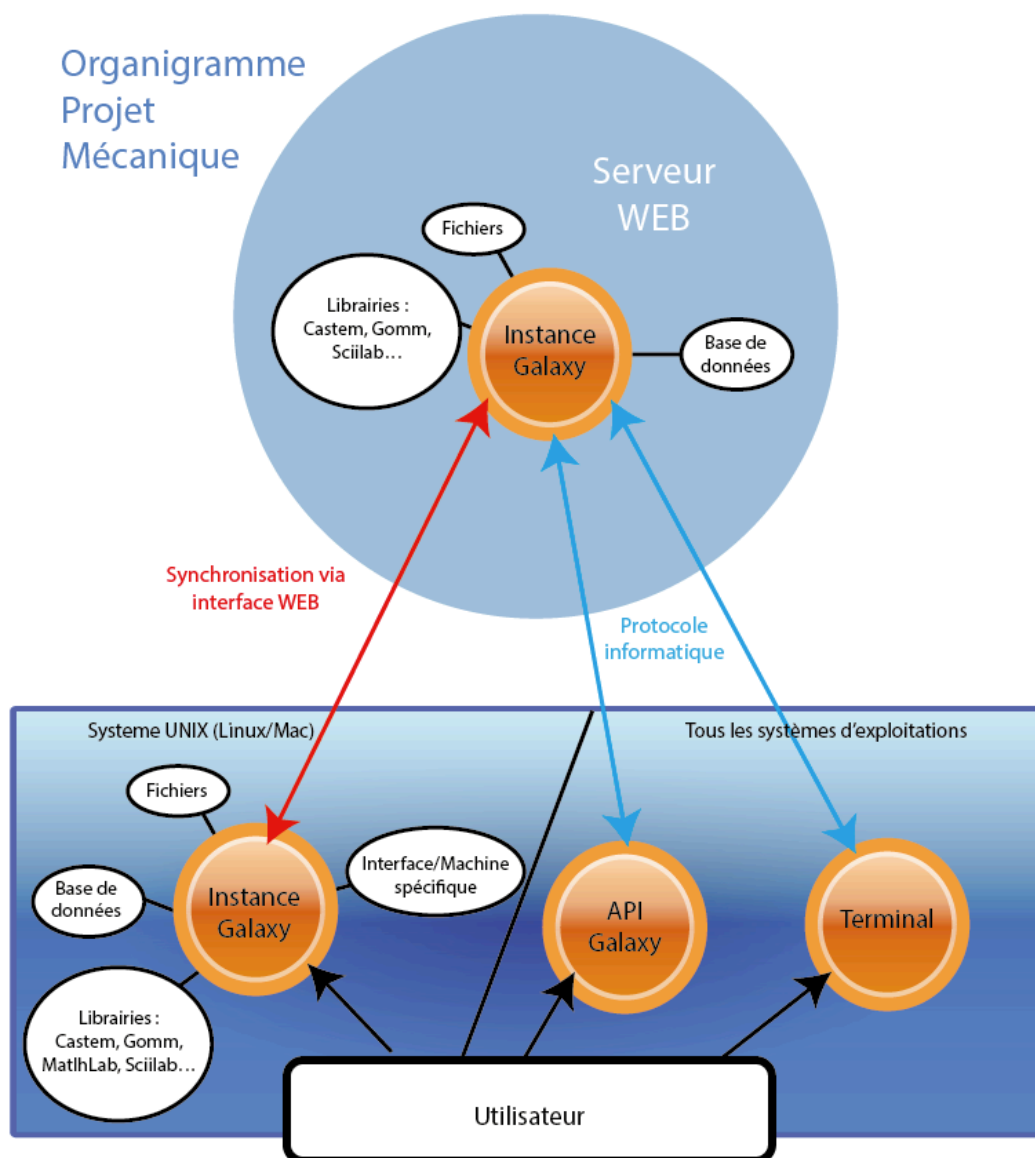 Organigramme
Projet
Mécanique
Serveur
WEB
Fichiers
Librairies :
Castem, Gomm,
Sciilab...
Instance
Galaxy
Base de
données
Synchronisation via
interface WEB
Protocole
informatique
Systeme UNIX (Linux/Mac)
Tous les systèmes d'exploitations
Fichiers
Interface/Machine
spécifique
Base de
données
Instance
Galaxy
API
Galaxy
Terminal
Librairies :
Castem, Gomm,
MatlhLab, Sciilab...
Utilisateur